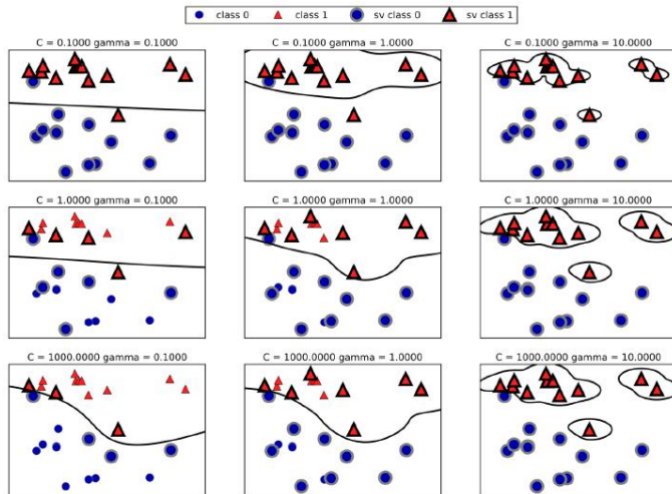 class 0 class 1 sv class 0 sv class 1
C = 0.1000 gamma = 0.1000
C = 0.1000 gamma = 1.0000
C = 0.1000 gamma = 10.0000
C = 1.0000 gamma = 0.1000
C = 1.0000 gamma = 1.0000
C = 1.0000 gamma = 10.0000
C = 1000.0000 gamma = 0.1000
C = 1000.0000 gamma = 1.0000
C = 1000.0000 gamma = 10.0000